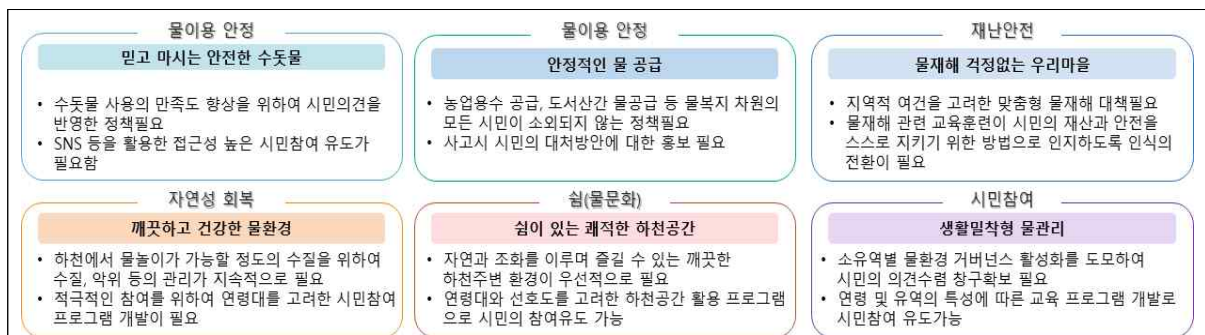 물이용 안정
믿고 마시는 안전한 수돗물
• 수돗물 사용의 만족도 향상을 위하여 시민의견을
반영한 정책필요
• SNS 등을 활용한 접근성 높은 시민참여 유도가
필요함
물이용 안정
안정적인 물 공급
• 농업용수 공급, 도서산간 물공급 등 물복지 차원의
모든 시민이 소외되지 않는 정책필요
• 사고시 시민의 대처방안에 대한 홍보 필요
재난안전
물재해 걱정없는 우리마을
• 지역적 여건을 고려한 맞춤형 물재해 대책필요
• 물재해 관련 교육훈련이 시민의 재산과 안전을
스스로 지키기 위한 방법으로 인지하도록 인식의
전환이 필요
자연성 회복
깨끗하고 건강한 물환경
• 하천에서 물놀이가 가능할 정도의 수질을 위하여
수질, 악위 등의 관리가 지속적으로 필요
• 적극적인 참여를 위하여 연령대를 고려한 시민참여
프로그램 개발이 필요
쉼(물문화)
쉼이 있는 쾌적한 하천공간
• 자연과 조화를 이루며 즐길 수 있는 깨끗한
하천주변 환경이 우선적으로 필요
• 연령대와 선호도를 고려한 하천공간 활용 프로그램
으로 시민의 참여유도 가능
시민참여
생활밀착형 물관리
• 소유역별 물환경 거버넌스 활성화를 도모하여
시민의 의견수렴 창구확보 필요
• 연령 및 유역의 특성에 따른 교육 프로그램 개발로
시민참여 유도가능